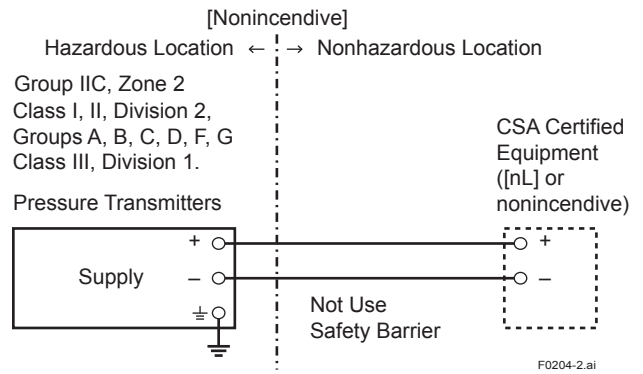 [Nonincendive]
Hazardous Location ← → Nonhazardous Location
Group IIC, Zone 2
Class I, II, Division 2,
Groups A, B, C, D, F, G
Class III, Division 1.
CSA Certified
Equipment
([nL] or
nonincendive)
Pressure Transmitters
Supply
+
–
+
–
Not Use
Safety Barrier
F0204-2.ai